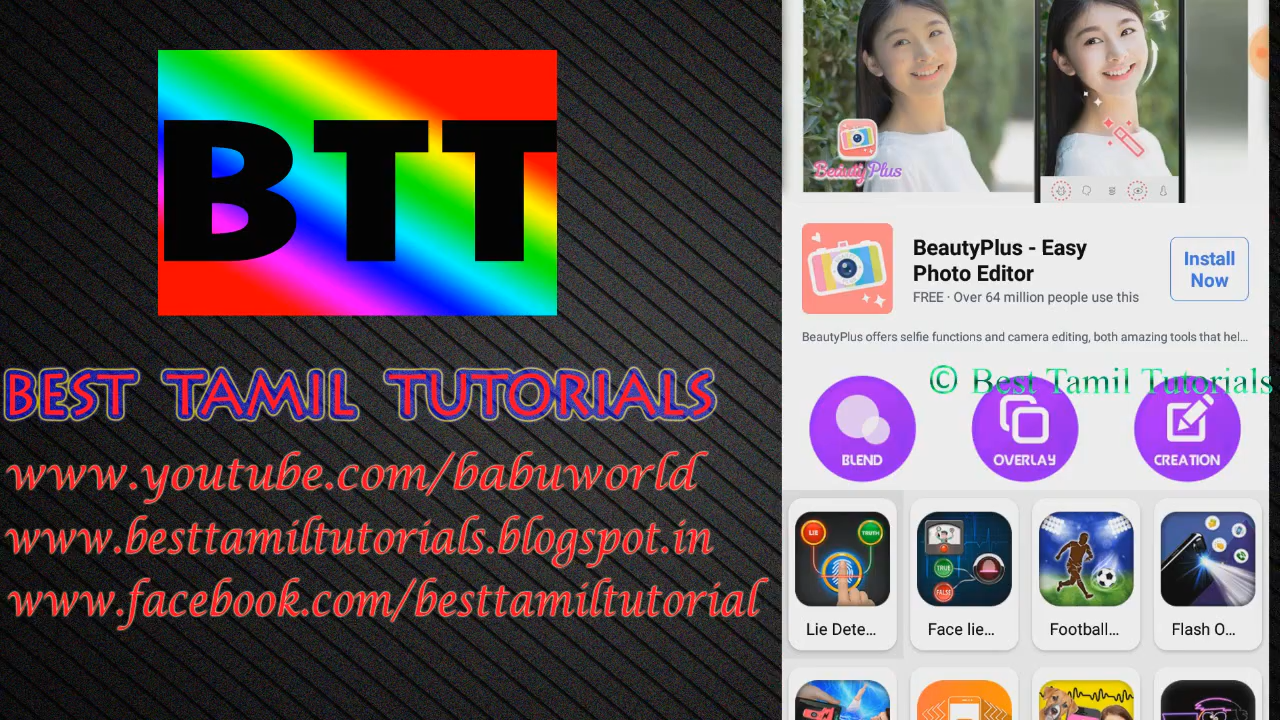 BTT
BEST TAMIL TUTORIALS
www.youtube.com/babuworld
www.besttamiltutorials.blogspot.in
www.facebook.com/besttamiltutorial
BeautyPlus
BeautyPlus - Easy
Photo Editor
Install
Now
FREE · Over 64 million people use this
BeautyPlus offers selfie functions and camera editing, both amazing tools that hel...
© Best Tamil Tutorials
BLEND
OVERLAY
CREATION
LIE
TRUTH
TRUE
FALSE
Lie Dete...
Face lie...
Football...
Flash O...